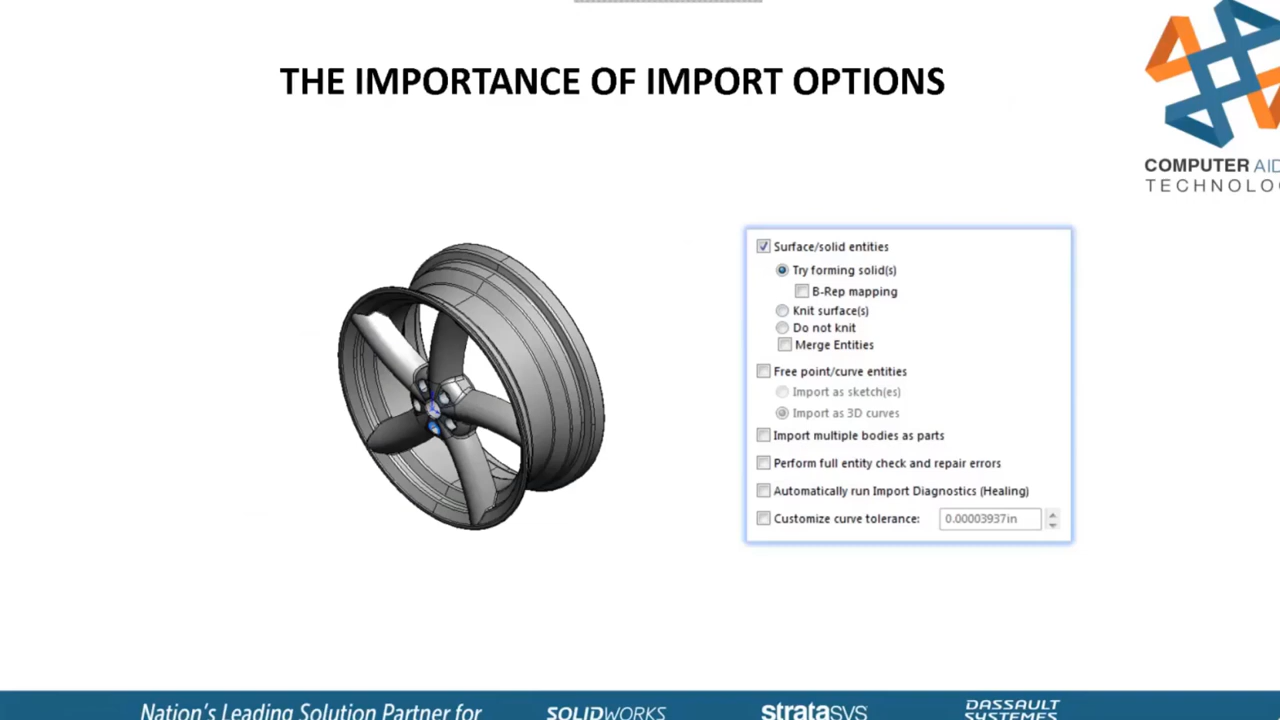 THE IMPORTANCE OF IMPORT OPTIONS
COMPUTER AID
TECHNOLO
Surface/solid entities
Try forming solid(s)
B-Rep mapping
Knit surface(s)
Do not knit
Merge Entities
Free point/curve entities
Import as sketch(es)
Import as 3D curves
Import multiple bodies as parts
Perform full entity check and repair errors
Automatically run Import Diagnostics (Healing)
Customize curve tolerance: 0.00003937in
Nation's Leading Solution Partner for
SOLIDWORKS
stratasys
DASSAULT
SYSTEMES